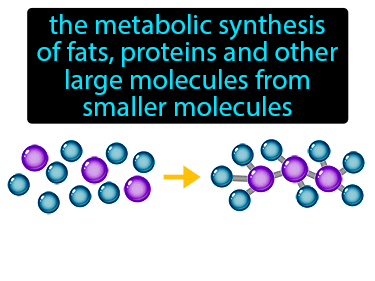 the metabolic synthesis
of fats, proteins and other
large molecules from
smaller molecules